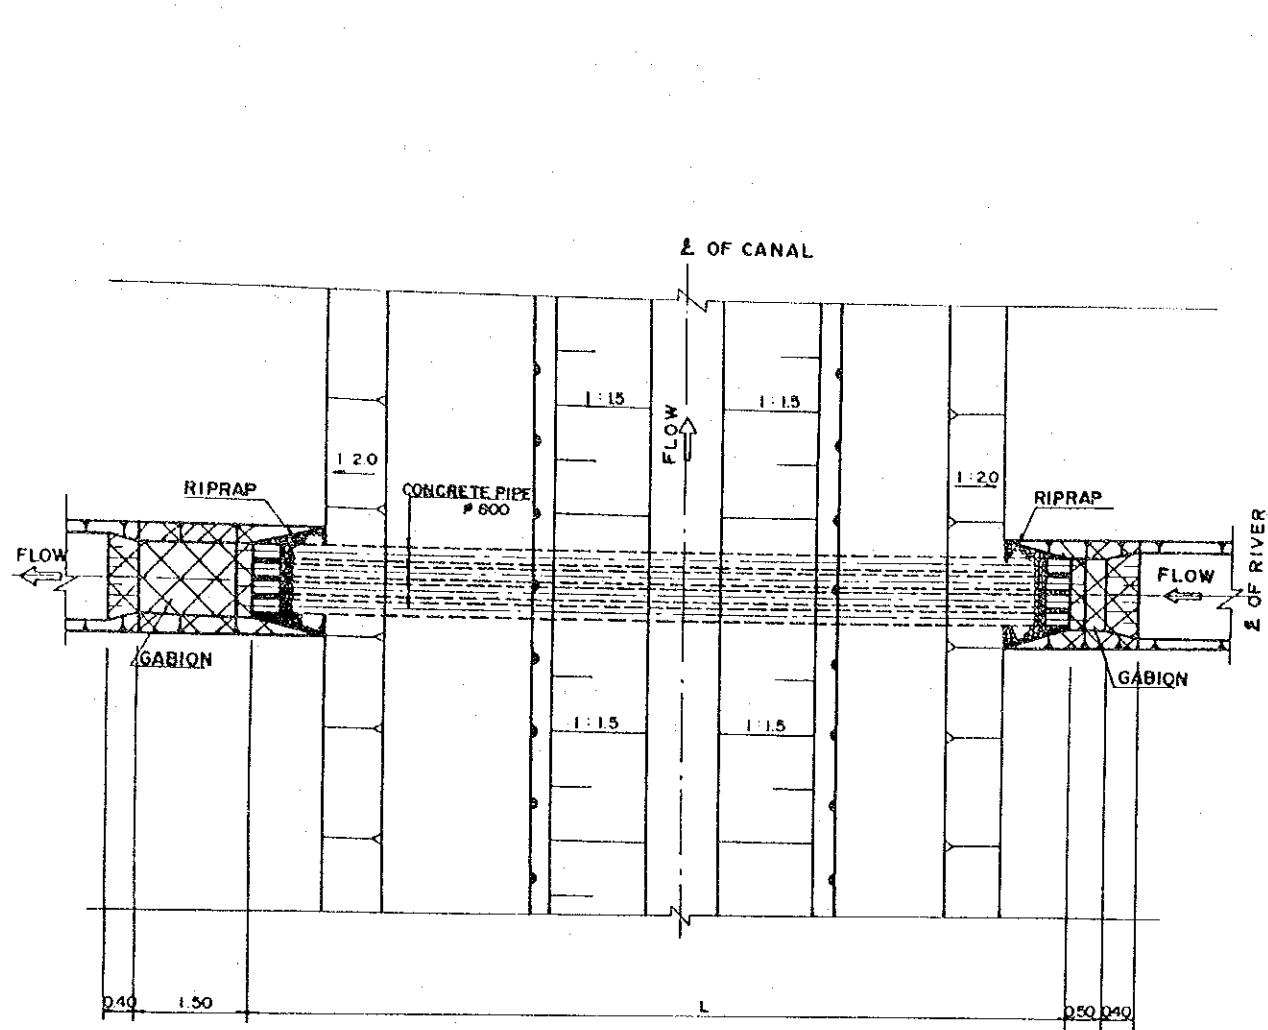 ℄ OF CANAL
1:1.5
1:1.5
FLOW
1 2.0
1:2.0
RIPRAP
CONCRETE PIPE
ø 600
RIPRAP
FLOW
FLOW
℄ OF RIVER
GABION
GABION
1:1.5
1:1.5
0.40
1.50
L
0.50
0.40